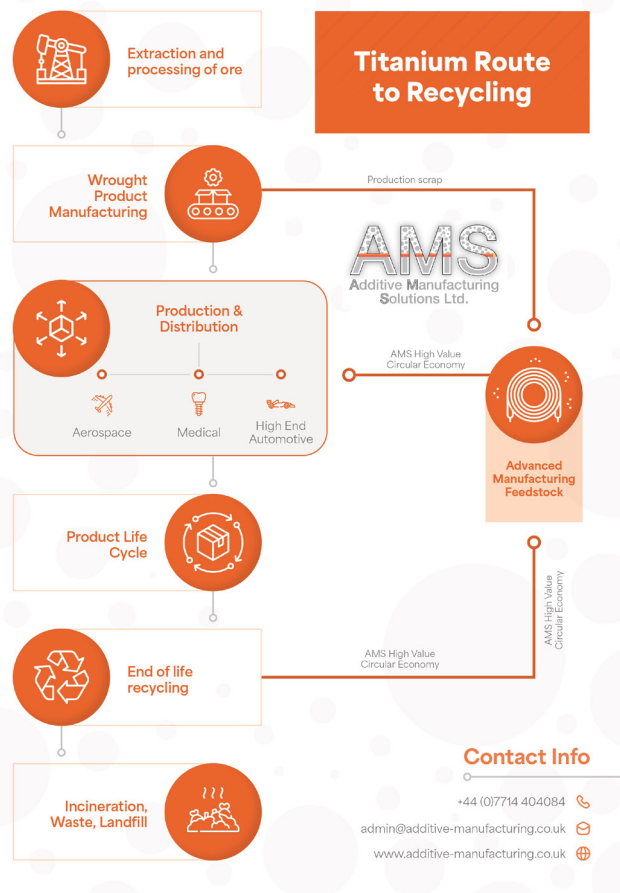 Extraction and
processing of ore
Titanium Route
to Recycling
Wrought
Product
Manufacturing
Production scrap
AMS
Additive Manufacturing
Solutions Ltd.
Production &
Distribution
Aerospace
Medical
High End
Automotive
AMS High Value
Circular Economy
Advanced
Manufacturing
Feedstock
Product Life
Cycle
AMS High Value
Circular Economy
End of life
recycling
AMS High Value
Circular Economy
Incineration,
Waste, Landfill
Contact Info
+44 (0)7714 404084
admin@additive-manufacturing.co.uk
www.additive-manufacturing.co.uk